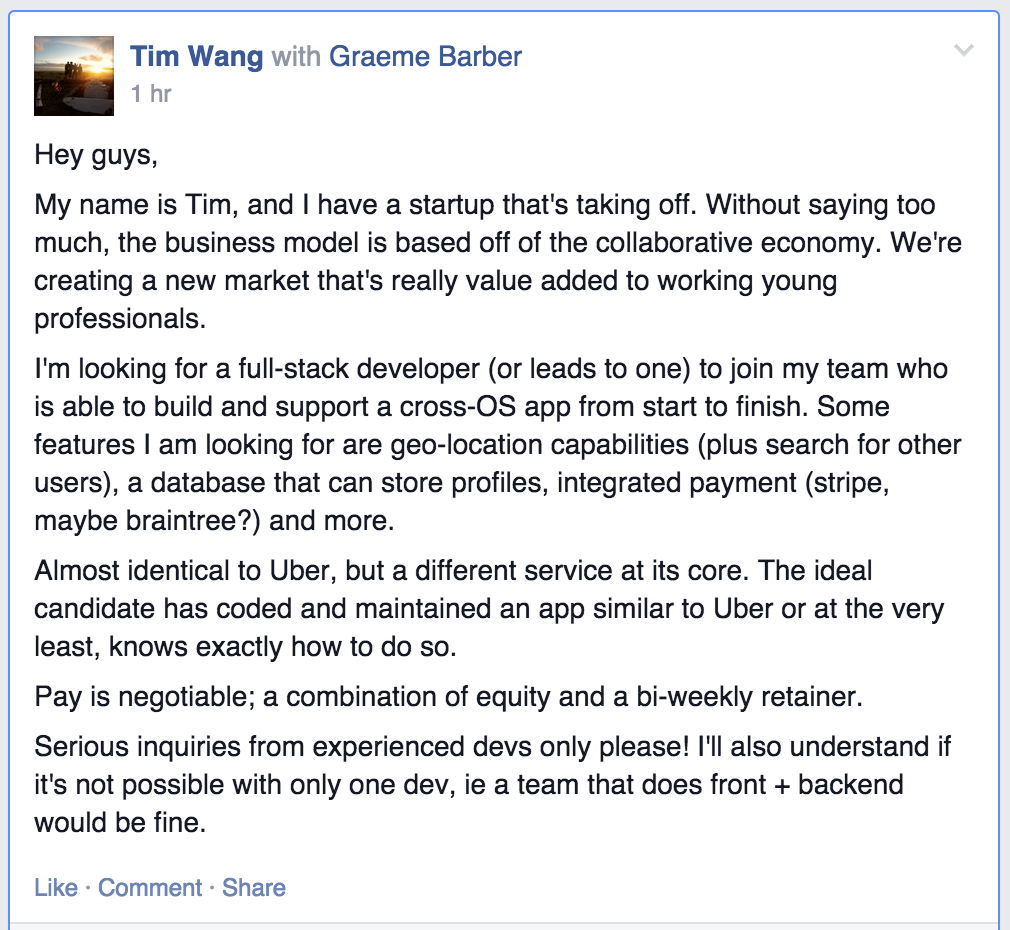 Tim Wang with Graeme Barber
1 hr
Hey guys,
My name is Tim, and I have a startup that's taking off. Without saying too
much, the business model is based off of the collaborative economy. We're
creating a new market that's really value added to working young
professionals.
I'm looking for a full-stack developer (or leads to one) to join my team who
is able to build and support a cross-OS app from start to finish. Some
features I am looking for are geo-location capabilities (plus search for other
users), a database that can store profiles, integrated payment (stripe,
maybe braintree?) and more.
Almost identical to Uber, but a different service at its core. The ideal
candidate has coded and maintained an app similar to Uber or at the very
least, knows exactly how to do so.
Pay is negotiable; a combination of equity and a bi-weekly retainer.
Serious inquiries from experienced devs only please! I'll also understand if
it's not possible with only one dev, ie a team that does front + backend
would be fine.
Like · Comment · Share